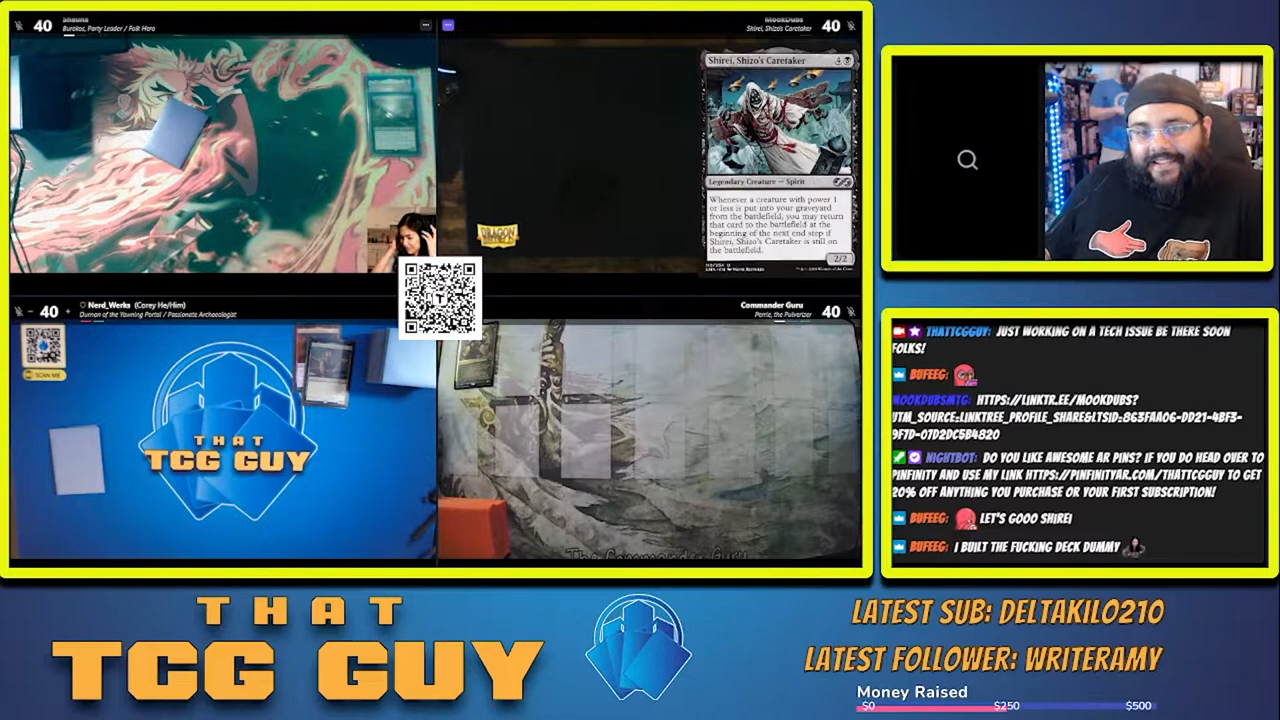 Shauna
40
Burakos, Party Leader / Folk Hero
MookDubs
Shirei, Shizo's Caretaker
40
Shirei, Shizo's Caretaker
4
Legendary Creature — Spirit
Whenever a creature with power 1
or less is put into your graveyard
from the battlefield, you may return
that card to the battlefield at the
beginning of the next end step if
Shirei, Shizo's Caretaker is still on
the battlefield.
2/2
DRAGON
40
Nerd_Werks (Corey He/Him)
Durnan of the Yawning Portal / Passionate Archaeologist
Commander Guru
Perrie, the Pulverizer
40
SCAN ME
THAT
TCG GUY
The Commander Guru
THATTCGGUY: JUST WORKING ON A TECH ISSUE BE THERE SOON
FOLKS!
BUFEEG:
MOOKDUBSMTG: HTTPS://LINKTR.EE/MOOKDUBS?
UTM_SOURCE=LINKTREE_PROFILE_SHARE&LTSID=863FAA06-DD21-4BF3-
9F7D-07D2DC5B4820
NIGHTBOT: DO YOU LIKE AWESOME AR PINS? IF YOU DO HEAD OVER TO
PINFINITY AND USE MY LINK HTTPS://PINFINITYAR.COM/THATTCGGUY TO GET
20% OFF ANYTHING YOU PURCHASE OR YOUR FIRST SUBSCRIPTION!
BUFEEG: LET'S GOOO SHIREI
BUFEEG: I BUILT THE FUCKING DECK DUMMY
THAT
TCG GUY
LATEST SUB: DELTAKILO210
LATEST FOLLOWER: WRITERAMY
Money Raised
$0 $250 $500